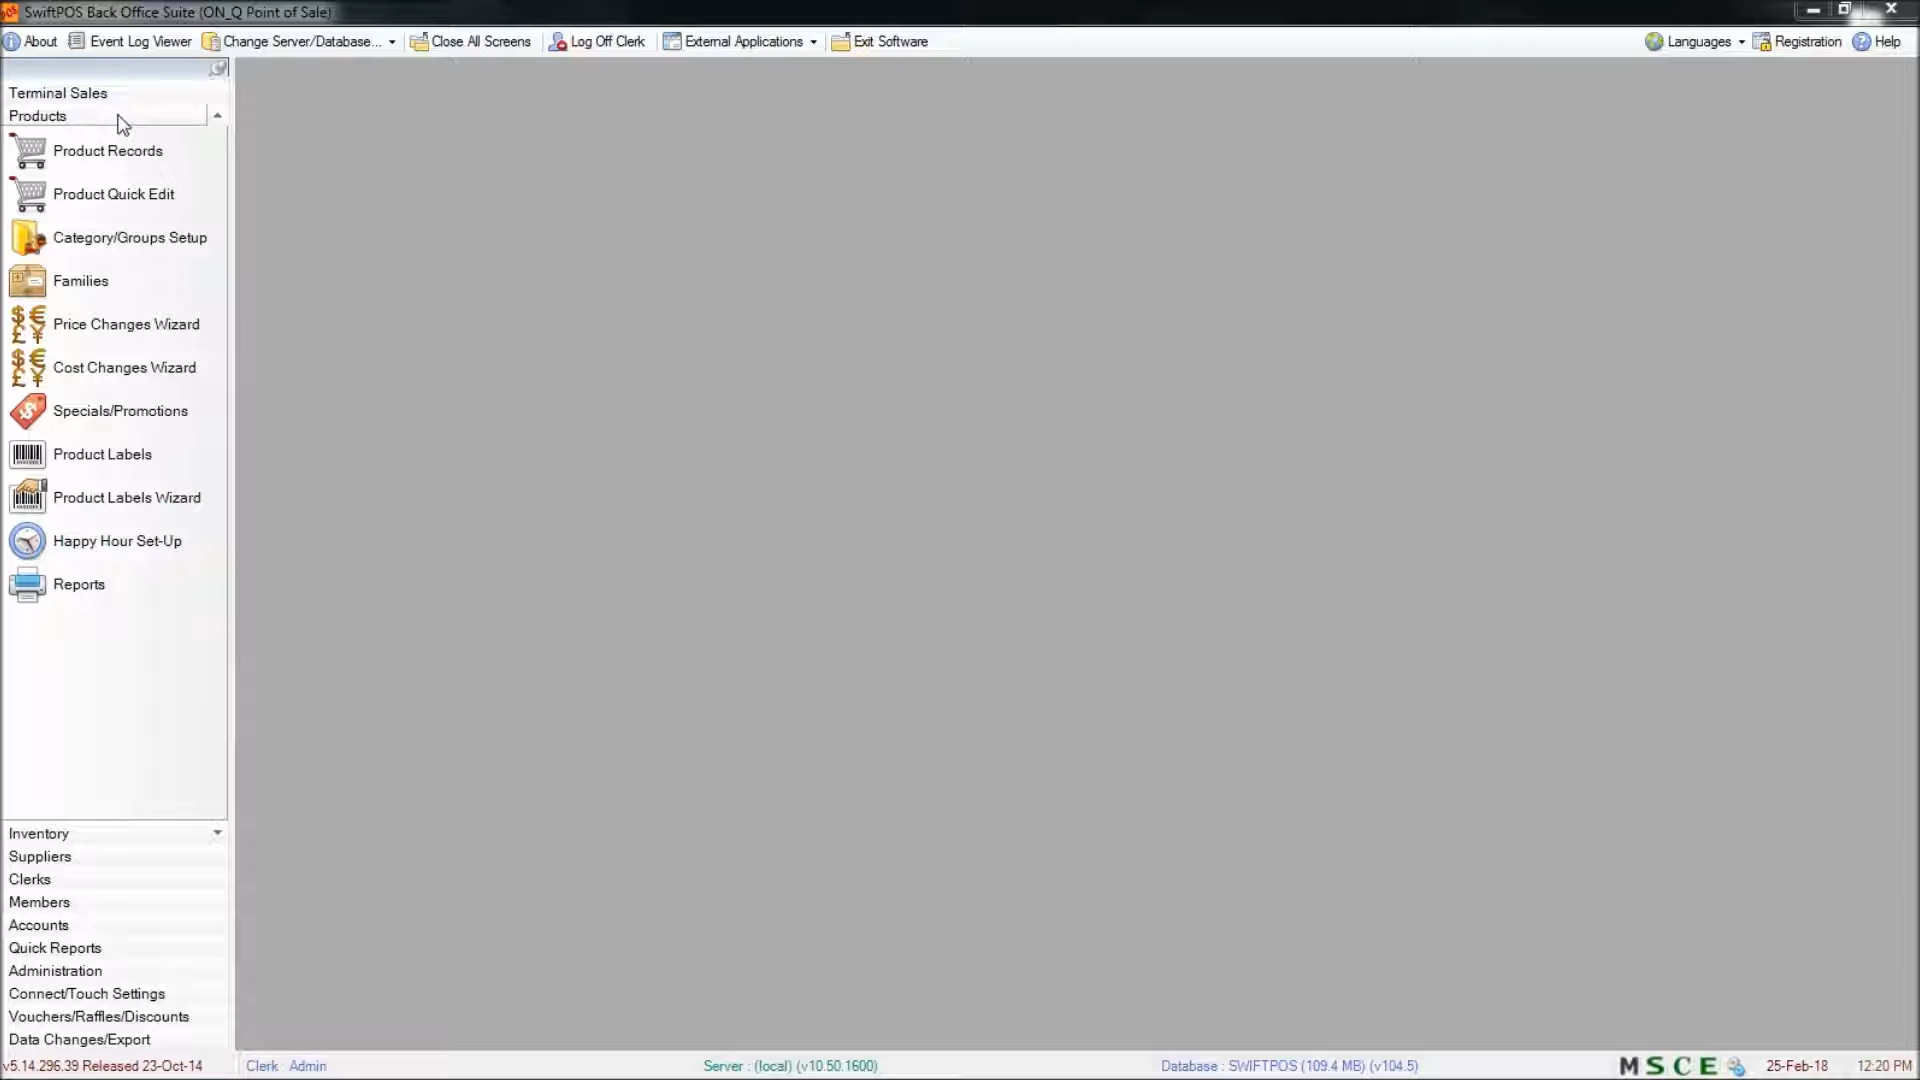 SwiftPOS Back Office Suite (ON_Q Point of Sale)
About Event Log Viewer Change Server/Database... Close All Screens Log Off Clerk External Applications Exit Software Languages Registration Help
Terminal Sales
Products
Product Records
Product Quick Edit
Category/Groups Setup
Families
Price Changes Wizard
Cost Changes Wizard
Specials/Promotions
Product Labels
Product Labels Wizard
Happy Hour Set-Up
Reports
Inventory
Suppliers
Clerks
Members
Accounts
Quick Reports
Administration
Connect/Touch Settings
Vouchers/Raffles/Discounts
Data Changes/Export
v5.14.296.39 Released 23-Oct-14 Clerk : Admin Server : (local) (v10.50.1600) Database : SWIFTPOS (109.4 MB) (v104.5) M S C E 25-Feb-18 12:20 PM